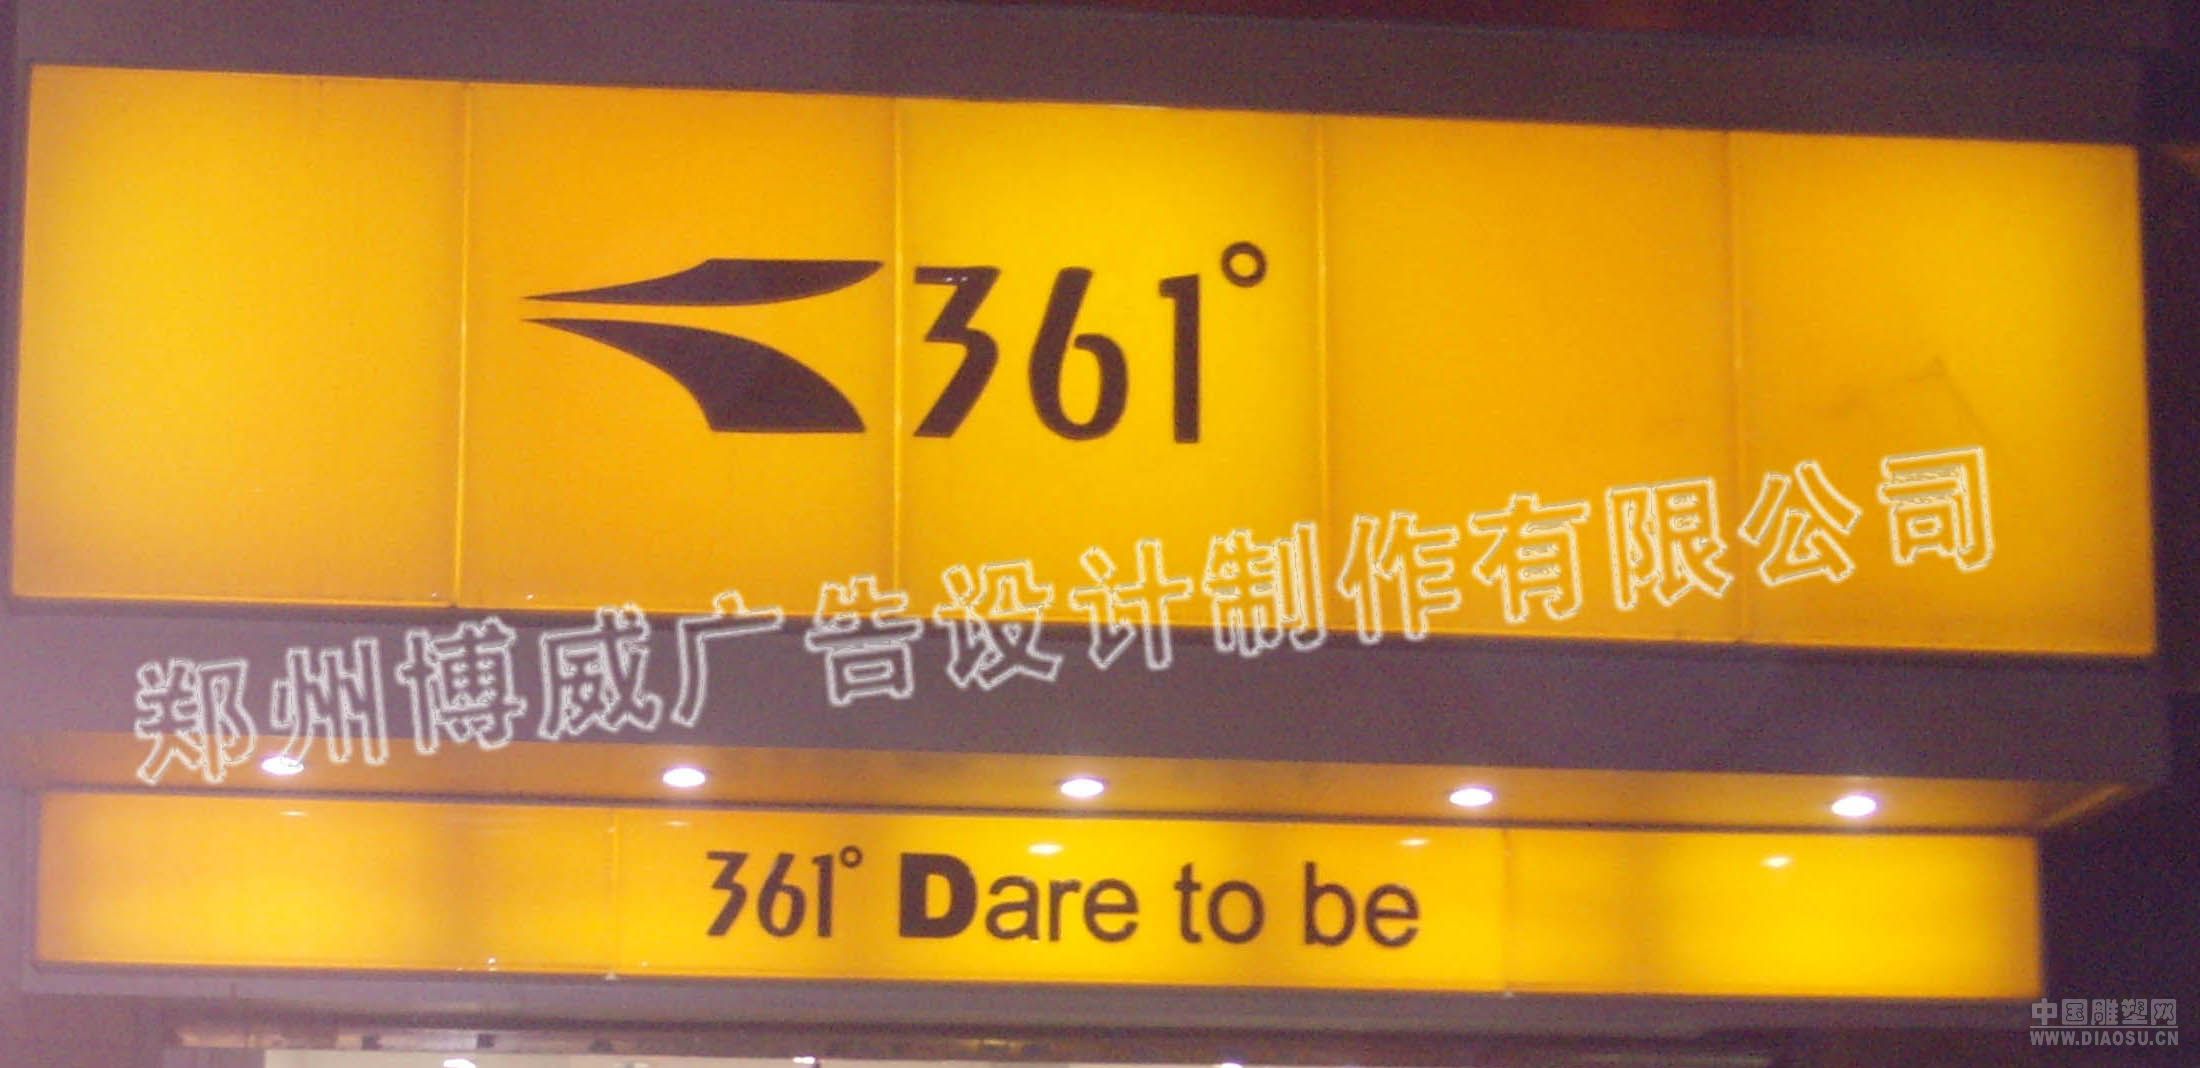 361°
郑州博威广告设计制作有限公司
361° Dare to be
中国雕塑网
WWW.DIAOSU.CN